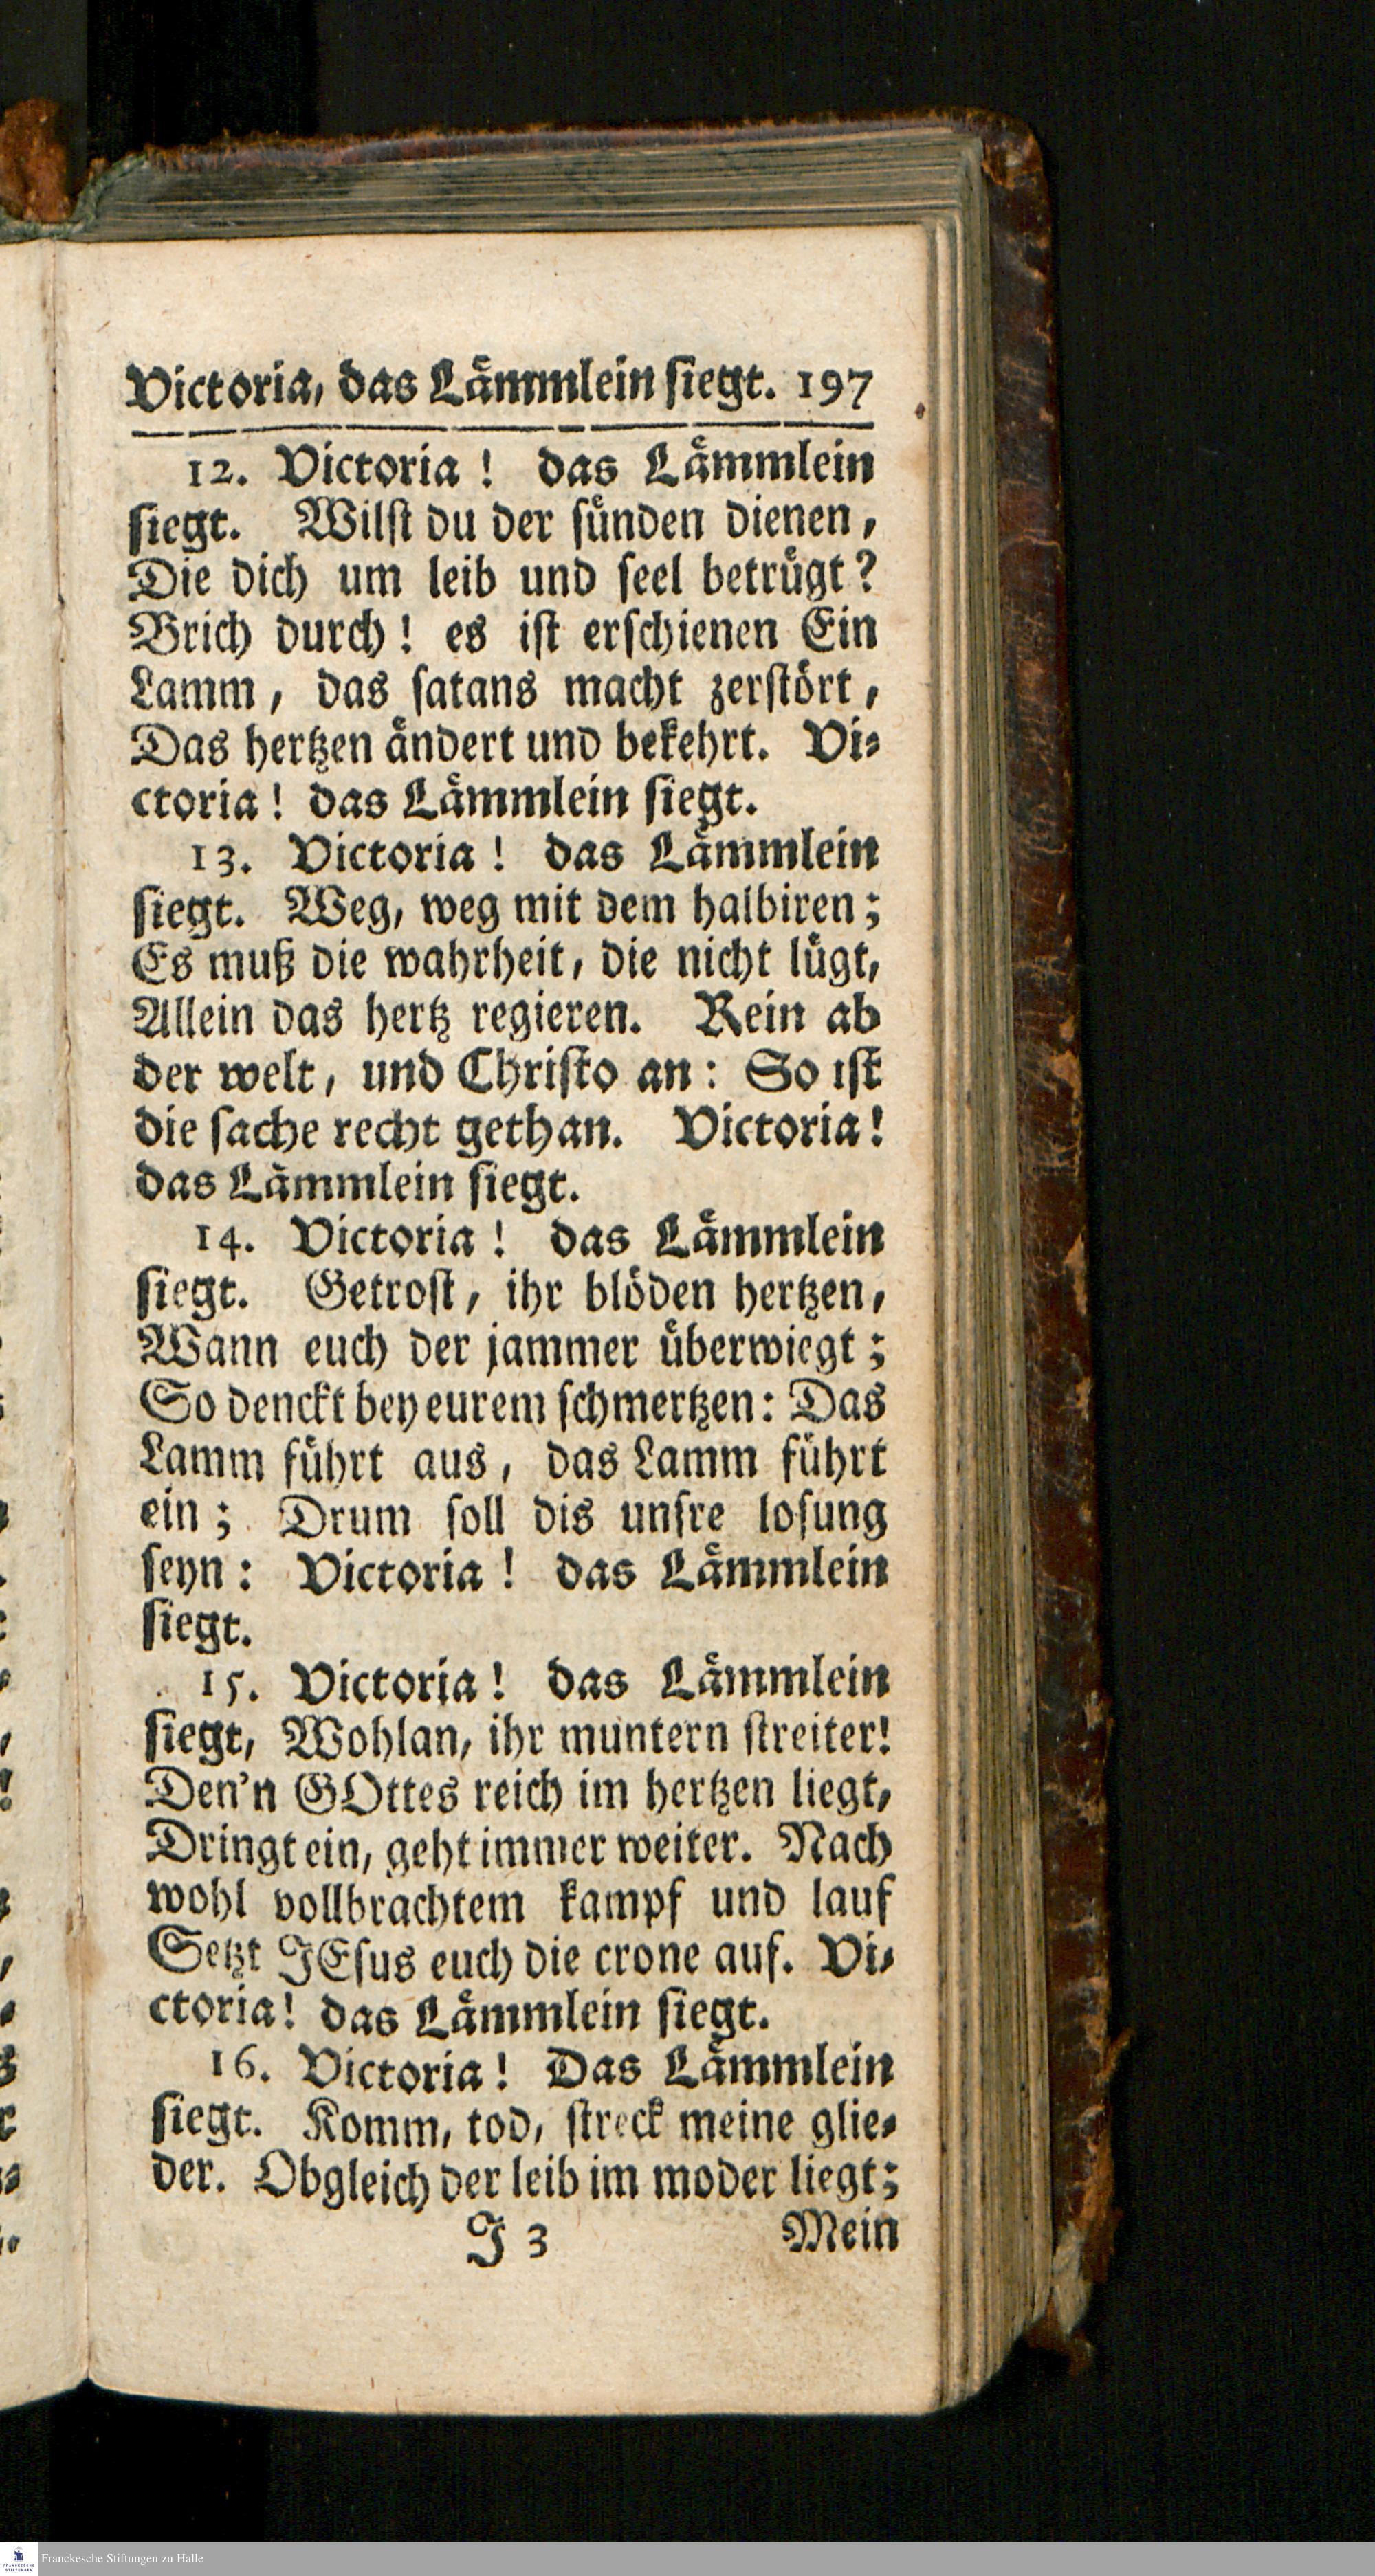 Victoria, das Lämmlein siegt. 197
12. Victoria! das Lämmlein
siegt. Wilst du der sünden dienen,
Die dich um leib und seel betrügt?
Brich durch! es ist erschienen Ein
Lamm, das satans macht zerstört,
Das hertzen ändert und bekehrt. Vi-
ctoria! das Lämmlein siegt.
13. Victoria! das Lämmlein
siegt. Weg, weg mit dem halbiren;
Es muß die wahrheit, die nicht lügt,
Allein das hertz regieren. Rein ab
der welt, und Christo an: So ist
die sache recht gethan. Victoria!
das Lämmlein siegt.
14. Victoria! das Lämmlein
siegt. Getrost, ihr blöden hertzen,
Wann euch der jammer überwiegt;
So denckt bey eurem schmertzen: Das
Lamm führt aus, das Lamm führt
ein; Drum soll dis unsre losung
seyn: Victoria! das Lämmlein
siegt.
15. Victoria! das Lämmlein
siegt, Wohlan, ihr muntern streiter!
Den'n GOttes reich im hertzen liegt,
Dringt ein, geht immer weiter. Nach
wohl vollbrachtem kampf und lauf
Setzt JEsus euch die crone auf. Vi-
ctoria! das Lämmlein siegt.
16. Victoria! Das Lämmlein
siegt. Komm, tod, streck meine glie-
der. Obgleich der leib im moder liegt;
J 3 Mein
Franckesche Stiftungen zu Halle